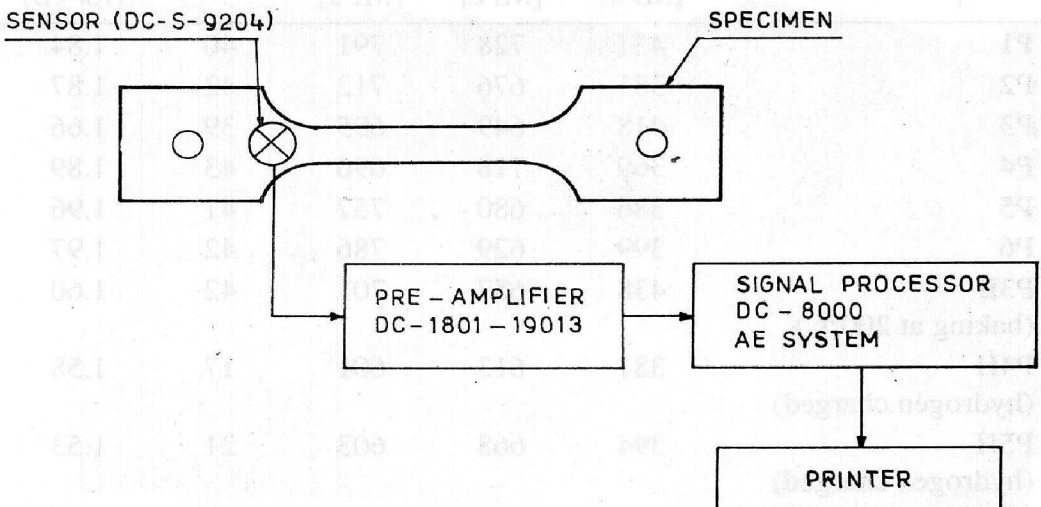 SENSOR (DC-S-9204)
SPECIMEN
PRE-AMPLIFIER
DC-1801-19013
SIGNAL PROCESSOR
DC-8000
AE SYSTEM
PRINTER